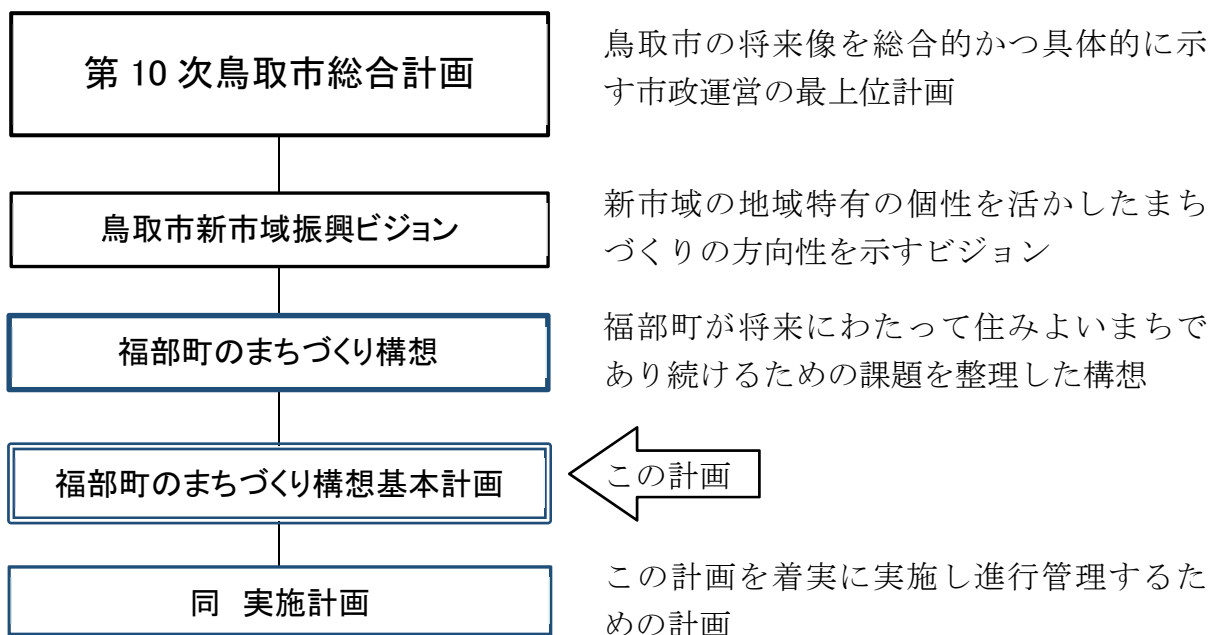 第 10 次鳥取市総合計画
鳥取市の将来像を総合的かつ具体的に示
す市政運営の最上位計画
鳥取市新市域振興ビジョン
新市域の地域特有の個性を活かしたまち
づくりの方向性を示すビジョン
福部町のまちづくり構想
福部町が将来にわたって住みよいまちで
あり続けるための課題を整理した構想
福部町のまちづくり構想基本計画
この計画
同　実施計画
この計画を着実に実施し進行管理するた
めの計画